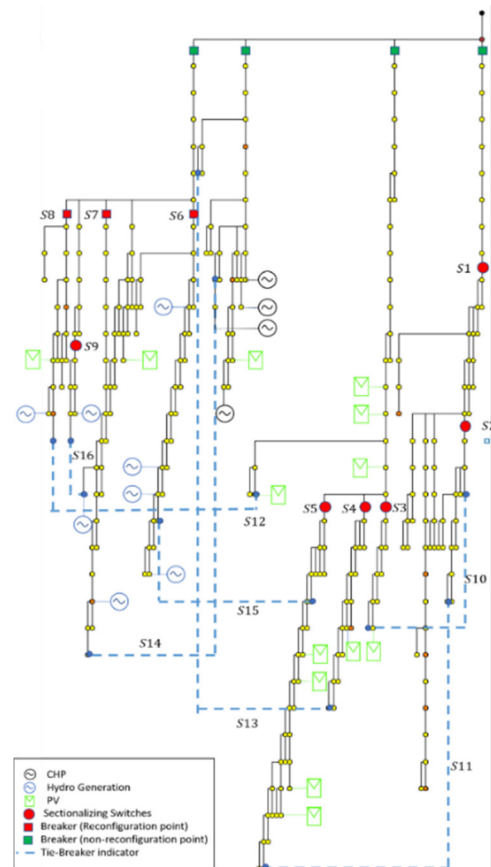 S8
S7
S6
S1
S9
S16
S12
S5
S4
S3
S10
S15
S14
S13
S11
CHP
Hydro Generation
PV
Sectionalizing Switches
Breaker (Reconfiguration point)
Breaker (non-reconfiguration point)
Tie-Breaker indicator